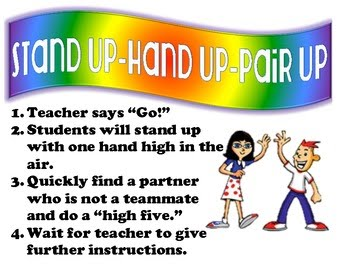 STAND UP-HAND UP-PAIR UP
1. Teacher says “Go!”
2. Students will stand up
with one hand high in the
air.
3. Quickly find a partner
who is not a teammate
and do a “high five.”
4. Wait for teacher to give
further instructions.